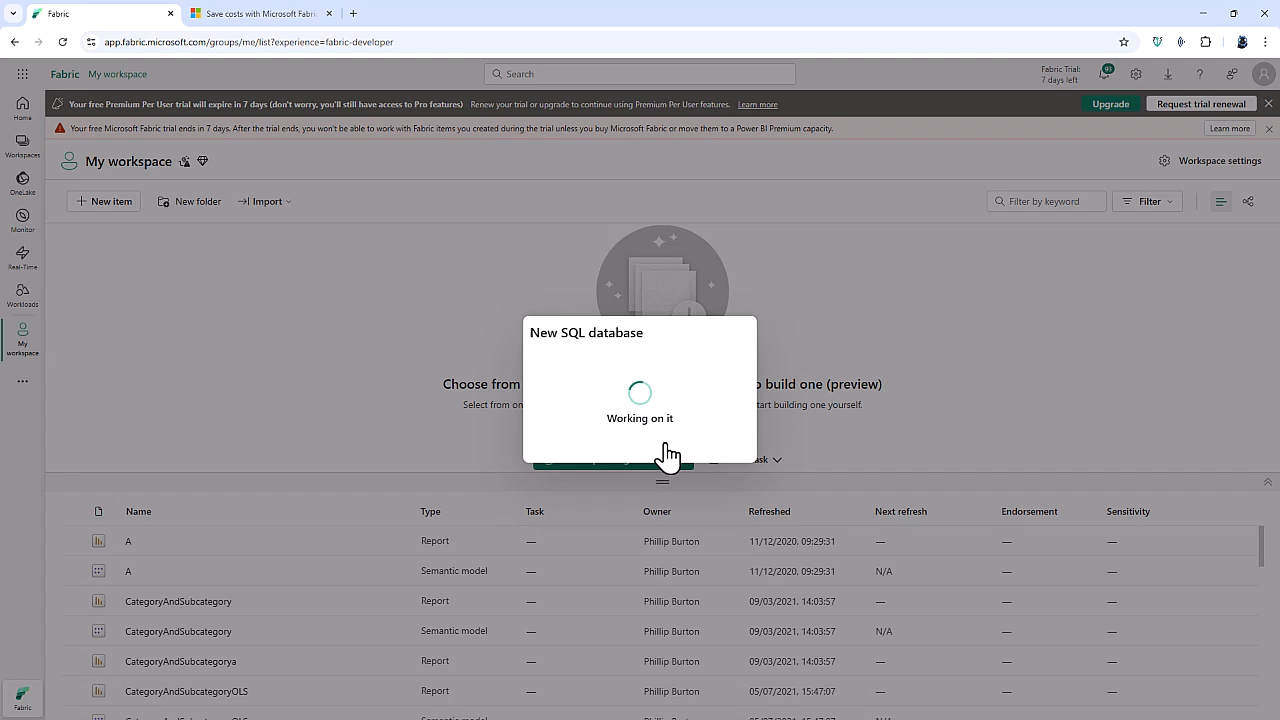 Fabric
Save costs with Microsoft Fabric
app.fabric.microsoft.com/groups/me/list?experience=fabric-developer
Fabric My workspace
Search
Fabric Trial:
7 days left
93
Home
Workspaces
OneLake
Monitor
Real-Time
Workloads
My
workspace
Fabric
Your free Premium Per User trial will expire in 7 days (don't worry, you'll still have access to Pro features) Renew your trial or upgrade to continue using Premium Per User features. Learn more
Upgrade
Request trial renewal
Your free Microsoft Fabric trial ends in 7 days. After the trial ends, you won't be able to work with Fabric items you created during the trial unless you buy Microsoft Fabric or move them to a Power BI Premium capacity.
Learn more
My workspace
Workspace settings
New item
New folder
Import
Filter by keyword
Filter
New SQL database
Working on it
Choose from
build one (preview)
Select from
start building one yourself.
Name Type Task Owner Refreshed Next refresh Endorsement Sensitivity
A Report — Phillip Burton 11/12/2020, 09:29:31 — — —
A Semantic model — Phillip Burton 11/12/2020, 09:29:31 N/A — —
CategoryAndSubcategory Report — Phillip Burton 09/03/2021, 14:03:57 — — —
CategoryAndSubcategory Semantic model — Phillip Burton 09/03/2021, 14:03:57 N/A — —
CategoryAndSubcategorya Report — Phillip Burton 09/03/2021, 14:03:57 — — —
CategoryAndSubcategoryOLS Report — Phillip Burton 05/07/2021, 15:47:07 — — —